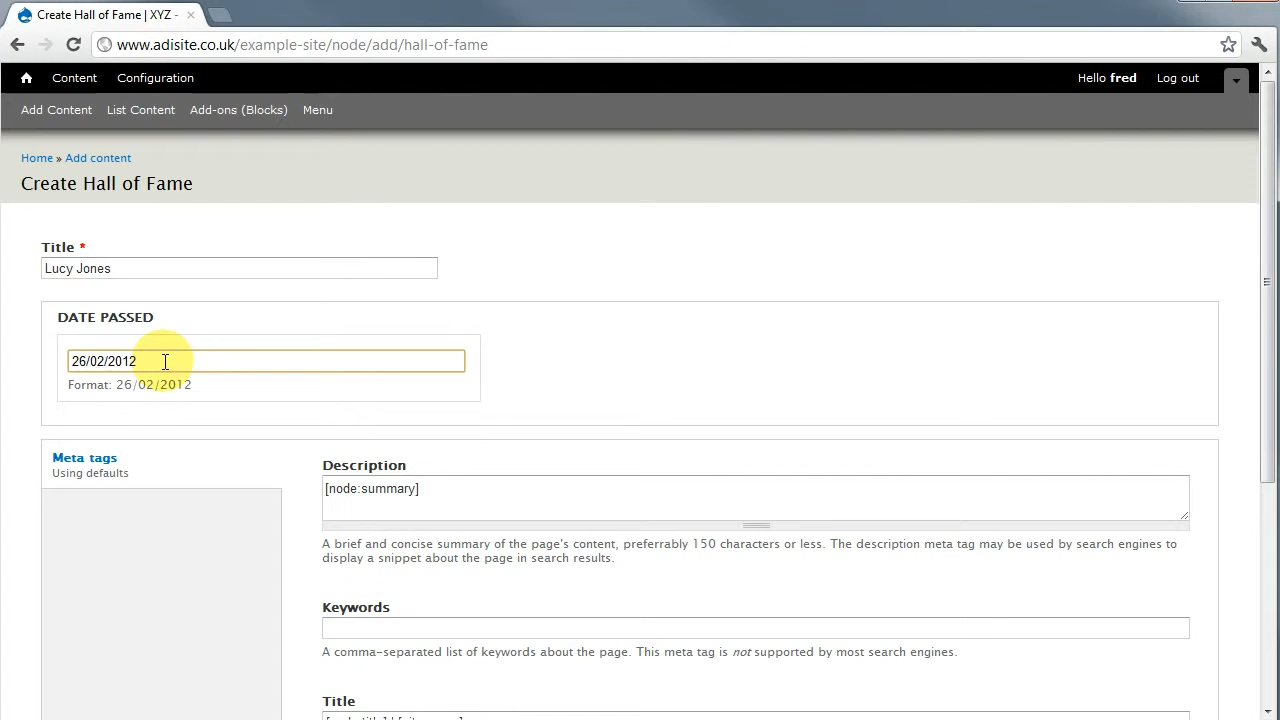 Create Hall of Fame | XYZ -
www.adisite.co.uk/example-site/node/add/hall-of-fame
Content Configuration Hello fred Log out
Add Content List Content Add-ons (Blocks) Menu
Home » Add content
Create Hall of Fame
Title *
Lucy Jones
DATE PASSED
26/02/2012
Format: 26/02/2012
Meta tags
Using defaults
Description
[node:summary]
A brief and concise summary of the page's content, preferrably 150 characters or less. The description meta tag may be used by search engines to
display a snippet about the page in search results.
Keywords
A comma-separated list of keywords about the page. This meta tag is not supported by most search engines.
Title